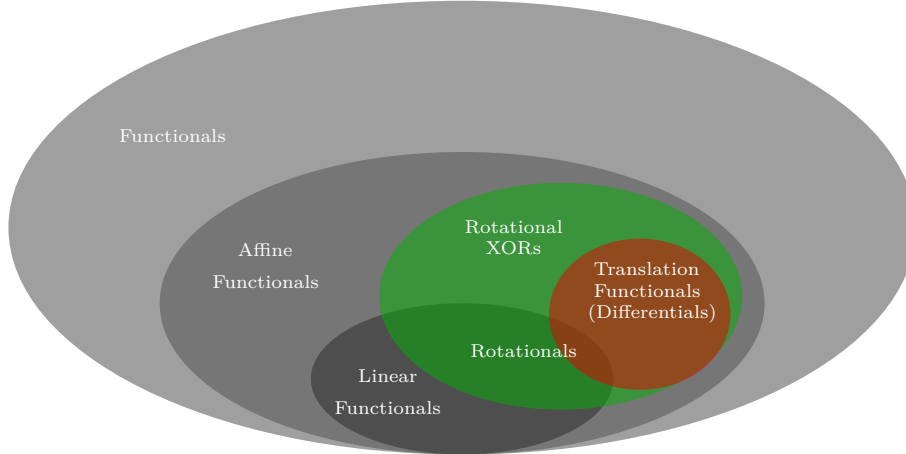 Functionals
Rotational
XORs
Affine
Functionals
Translation
Functionals
(Differentials)
Rotationals
Linear
Functionals